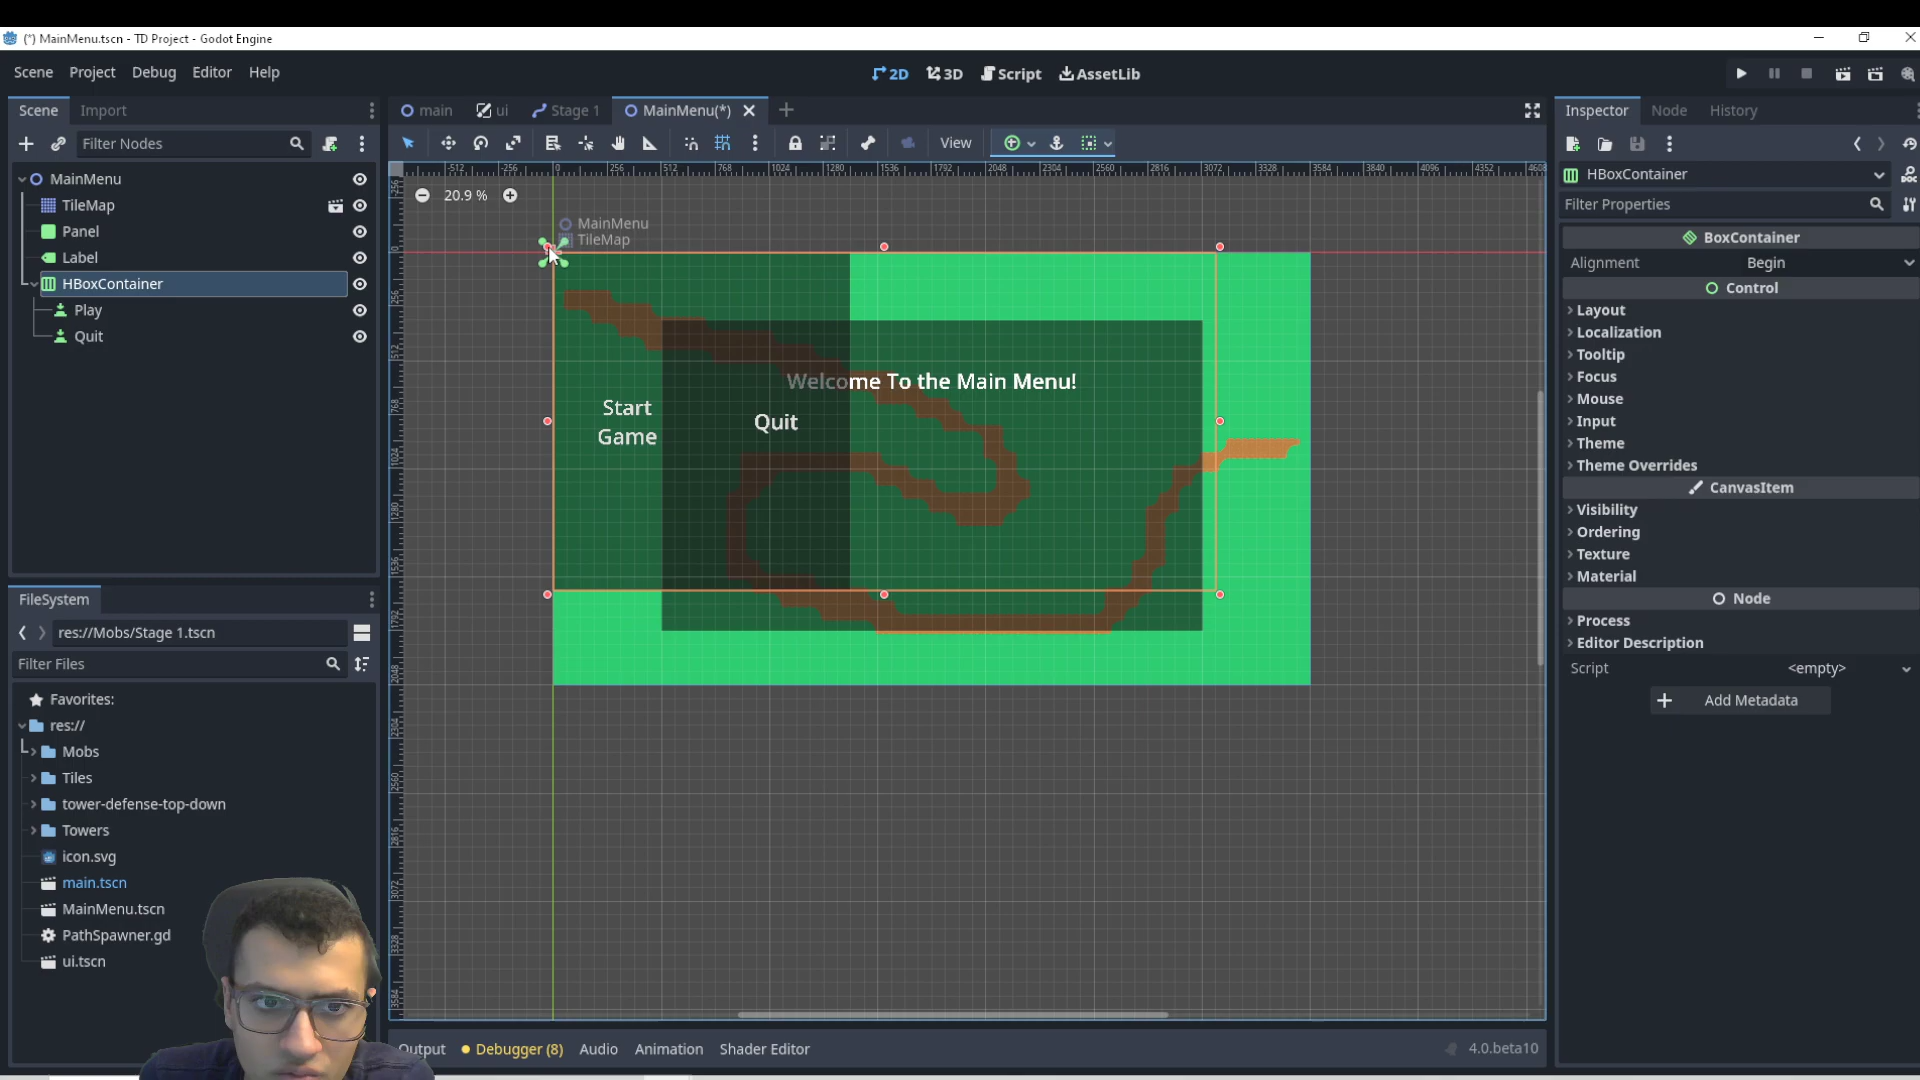 (*) MainMenu.tscn - TD Project - Godot Engine
Scene Project Debug Editor Help
2D 3D Script AssetLib
Scene Import
main ui Stage 1 MainMenu(*)
Inspector Node History
Filter Nodes
View
MainMenu
TileMap
Panel
Label
HBoxContainer
Play
Quit
20.9 %
MainMenu
TileMap
Welcome To the Main Menu!
Start
Game
Quit
HBoxContainer
Filter Properties
BoxContainer
Alignment Begin
Control
Layout
Localization
Tooltip
Focus
Mouse
Input
Theme
Theme Overrides
CanvasItem
Visibility
Ordering
Texture
Material
Node
Process
Editor Description
Script <empty>
Add Metadata
FileSystem
res://Mobs/Stage 1.tscn
Filter Files
Favorites:
res://
Mobs
Tiles
tower-defense-top-down
Towers
icon.svg
main.tscn
MainMenu.tscn
PathSpawner.gd
ui.tscn
Output Debugger (8) Audio Animation Shader Editor 4.0.beta10